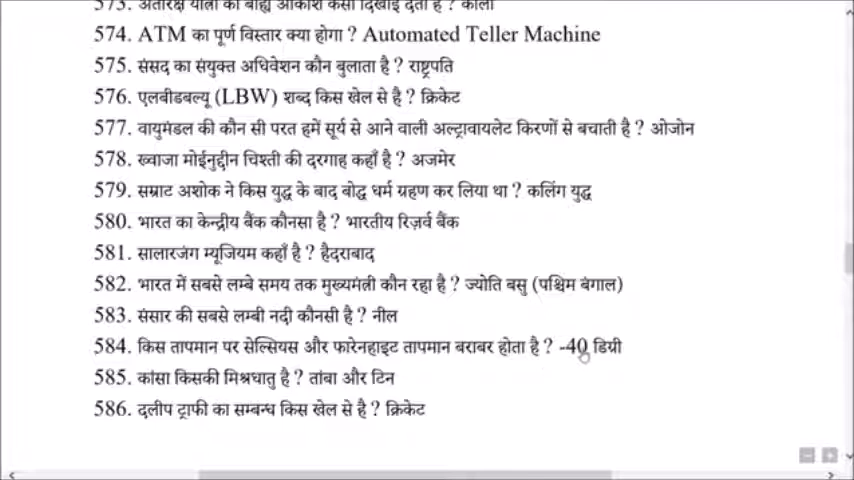 573. अंतरिक्ष यात्री को बाह्य आकाश कैसा दिखाई देता है ? काला
574. ATM का पूर्ण विस्तार क्या होगा ? Automated Teller Machine
575. संसद का संयुक्त अधिवेशन कौन बुलाता है ? राष्ट्रपति
576. एलबीडबल्यू (LBW) शब्द किस खेल से है ? क्रिकेट
577. वायुमंडल की कौन सी परत हमें सूर्य से आने वाली अल्ट्रावायलेट किरणों से बचाती है ? ओजोन
578. ख्वाजा मोईनुद्दीन चिश्ती की दरगाह कहाँ है ? अजमेर
579. सम्राट अशोक ने किस युद्ध के बाद बोद्ध धर्म ग्रहण कर लिया था ? कलिंग युद्ध
580. भारत का केन्द्रीय बैंक कौनसा है ? भारतीय रिज़र्व बैंक
581. सालारजंग म्यूजियम कहाँ है ? हैदराबाद
582. भारत में सबसे लम्बे समय तक मुख्यमंत्री कौन रहा है ? ज्योति बसु (पश्चिम बंगाल)
583. संसार की सबसे लम्बी नदी कौनसी है ? नील
584. किस तापमान पर सेल्सियस और फारेनहाइट तापमान बराबर होता है ? -40 डिग्री
585. कांसा किसकी मिश्रधातु है ? तांबा और टिन
586. दलीप ट्राफी का सम्बन्ध किस खेल से है ? क्रिकेट